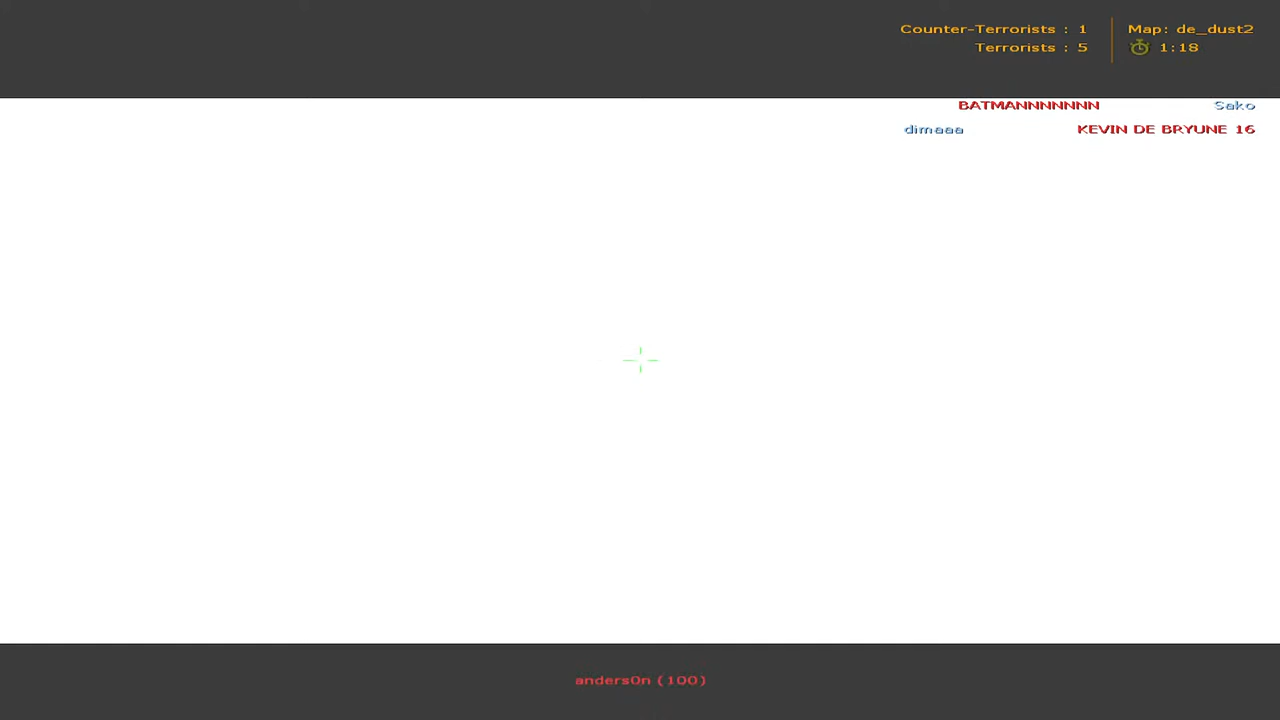 Counter-Terrorists : 1
Terrorists : 5
Map: de_dust2
1:18
BATMANNNNNNN Sako
dimaaa KEVIN DE BRYUNE 16
anders0n (100)